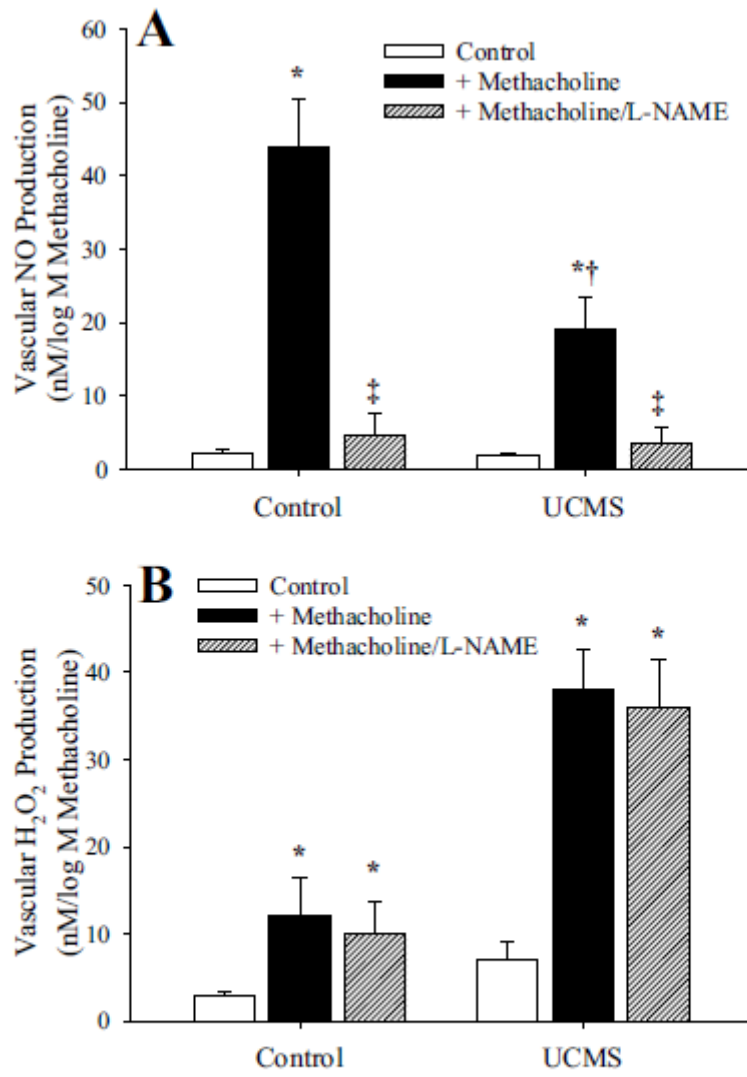 A
60
50
40
30
20
10
0
Vascular NO Production
(nM/log M Methacholine)
Control
+ Methacholine
+ Methacholine/L-NAME
*
‡
*†
‡
Control UCMS
B
50
40
30
20
10
0
Vascular H₂O₂ Production
(nM/log M Methacholine)
Control
+ Methacholine
+ Methacholine/L-NAME
*
*
*
*
Control UCMS